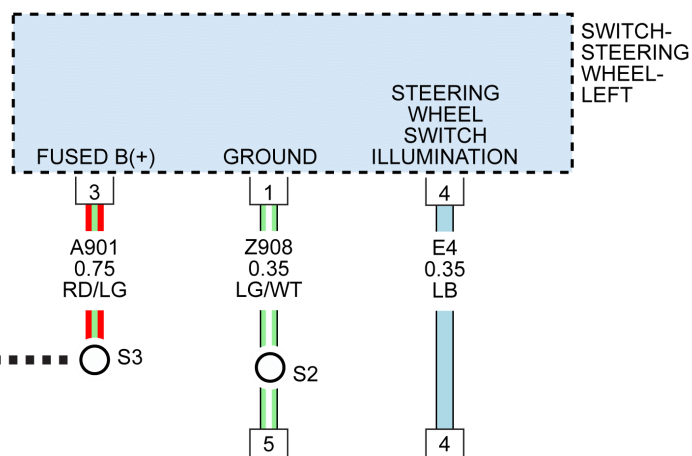 SWITCH-
STEERING
WHEEL-
LEFT
STEERING
WHEEL
SWITCH
FUSED B(+) GROUND ILLUMINATION
3 1 4
A901 Z908 E4
0.75 0.35 0.35
RD/LG LG/WT LB
S3
S2
5 4